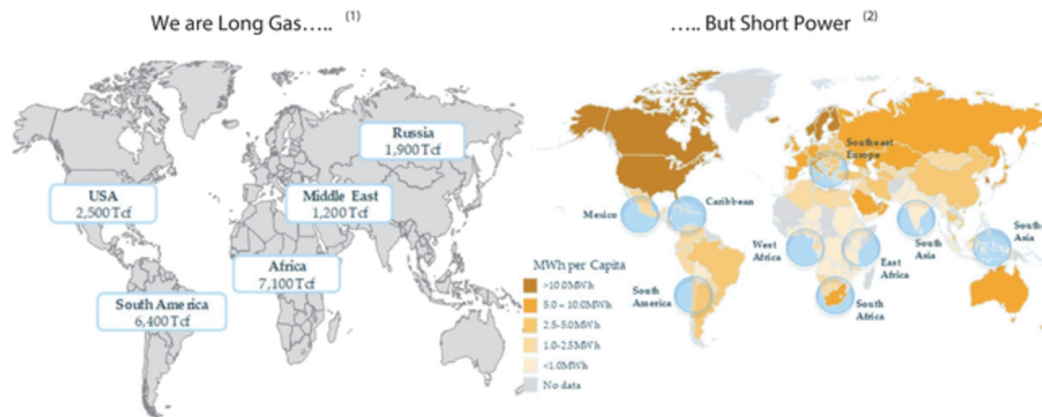 We are Long Gas….. (1)
….. But Short Power (2)
Russia
1,900 Tcf
USA
2,500 Tcf
Middle East
1,200 Tcf
Africa
7,100 Tcf
South America
6,400 Tcf
Southeast
Europe
Mexico
Caribbean
West
Africa
East
Africa
South
Asia
South
Asia
South
America
South
Africa
MWh per Capita
>10.0MWh
5.0 – 10.0MWh
2.5-5.0MWh
1.0-2.5MWh
<1.0MWh
No data